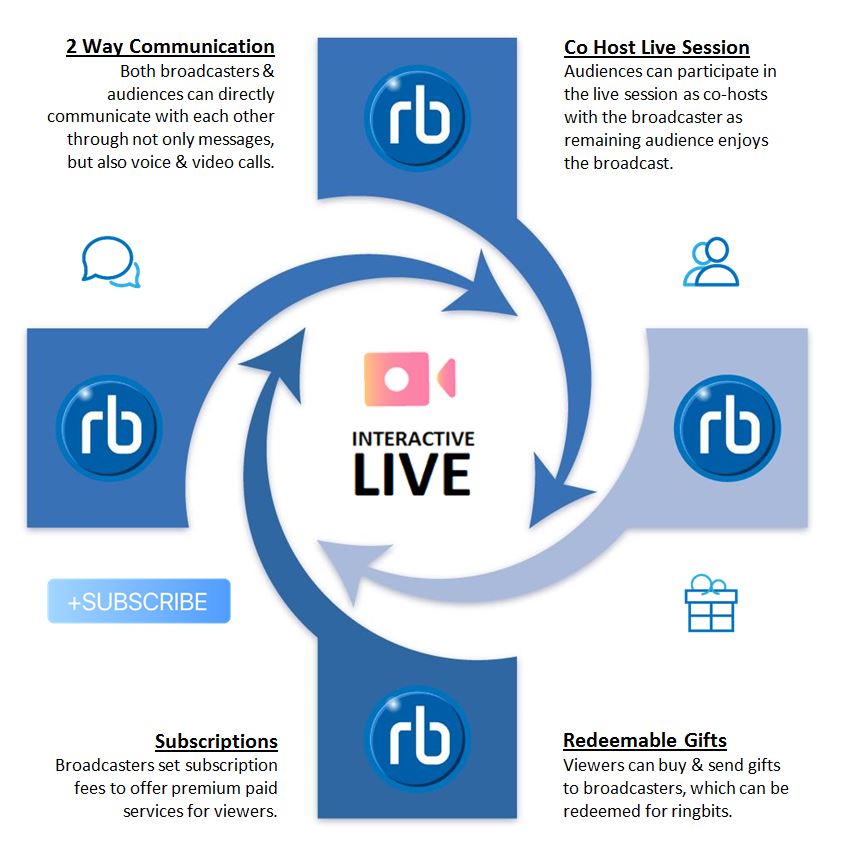 2 Way Communication
Both broadcasters &
audiences can directly
communicate with each other
through not only messages,
but also voice & video calls.
rb
Co Host Live Session
Audiences can participate in
the live session as co-hosts
with the broadcaster as
remaining audience enjoys
the broadcast.
rb
INTERACTIVE
LIVE
rb
+SUBSCRIBE
Subscriptions
Broadcasters set subscription
fees to offer premium paid
services for viewers.
rb
Redeemable Gifts
Viewers can buy & send gifts
to broadcasters, which can be
redeemed for ringbits.